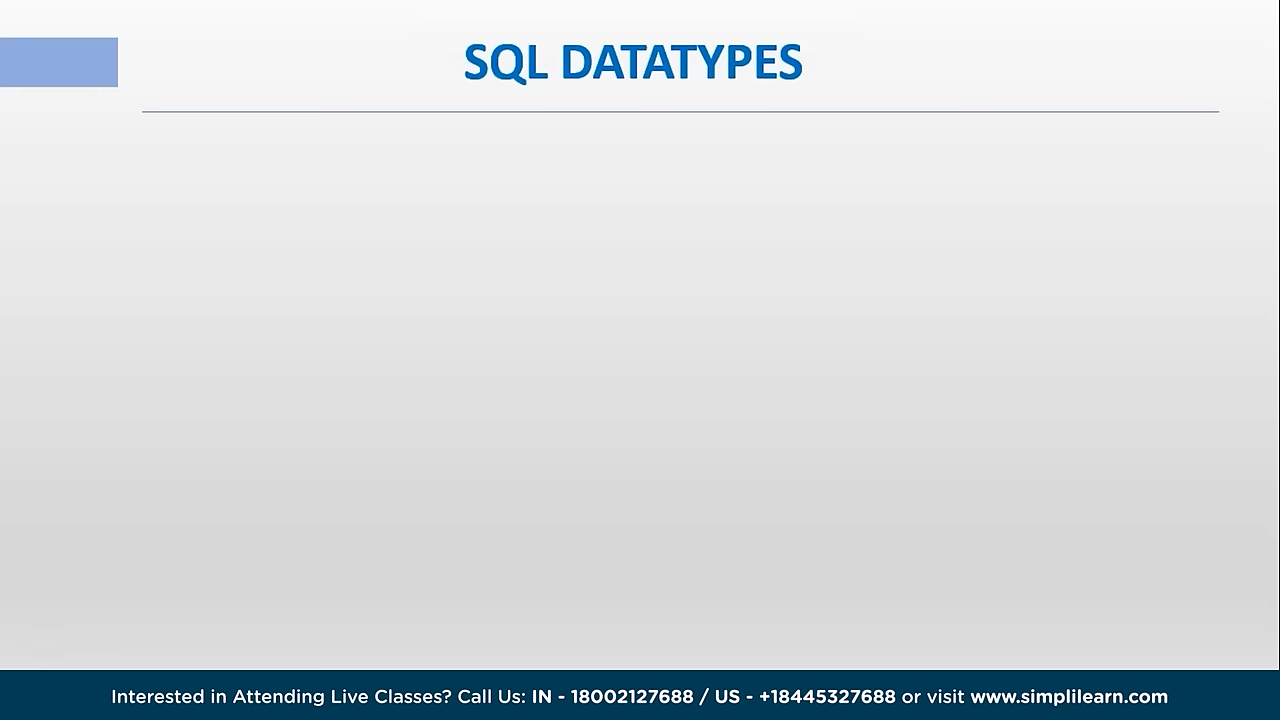 SQL DATATYPES
Interested in Attending Live Classes? Call Us: IN - 18002127688 / US - +18445327688 or visit www.simplilearn.com